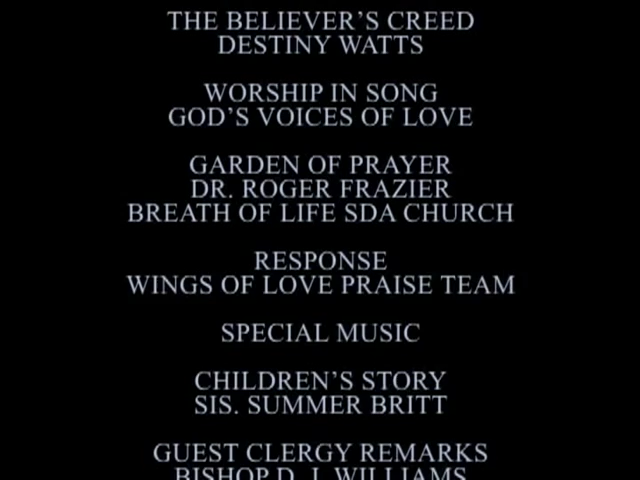 THE BELIEVER'S CREED
DESTINY WATTS
WORSHIP IN SONG
GOD'S VOICES OF LOVE
GARDEN OF PRAYER
DR. ROGER FRAZIER
BREATH OF LIFE SDA CHURCH
RESPONSE
WINGS OF LOVE PRAISE TEAM
SPECIAL MUSIC
CHILDREN'S STORY
SIS. SUMMER BRITT
GUEST CLERGY REMARKS
BISHOP D. J. WILLIAMS